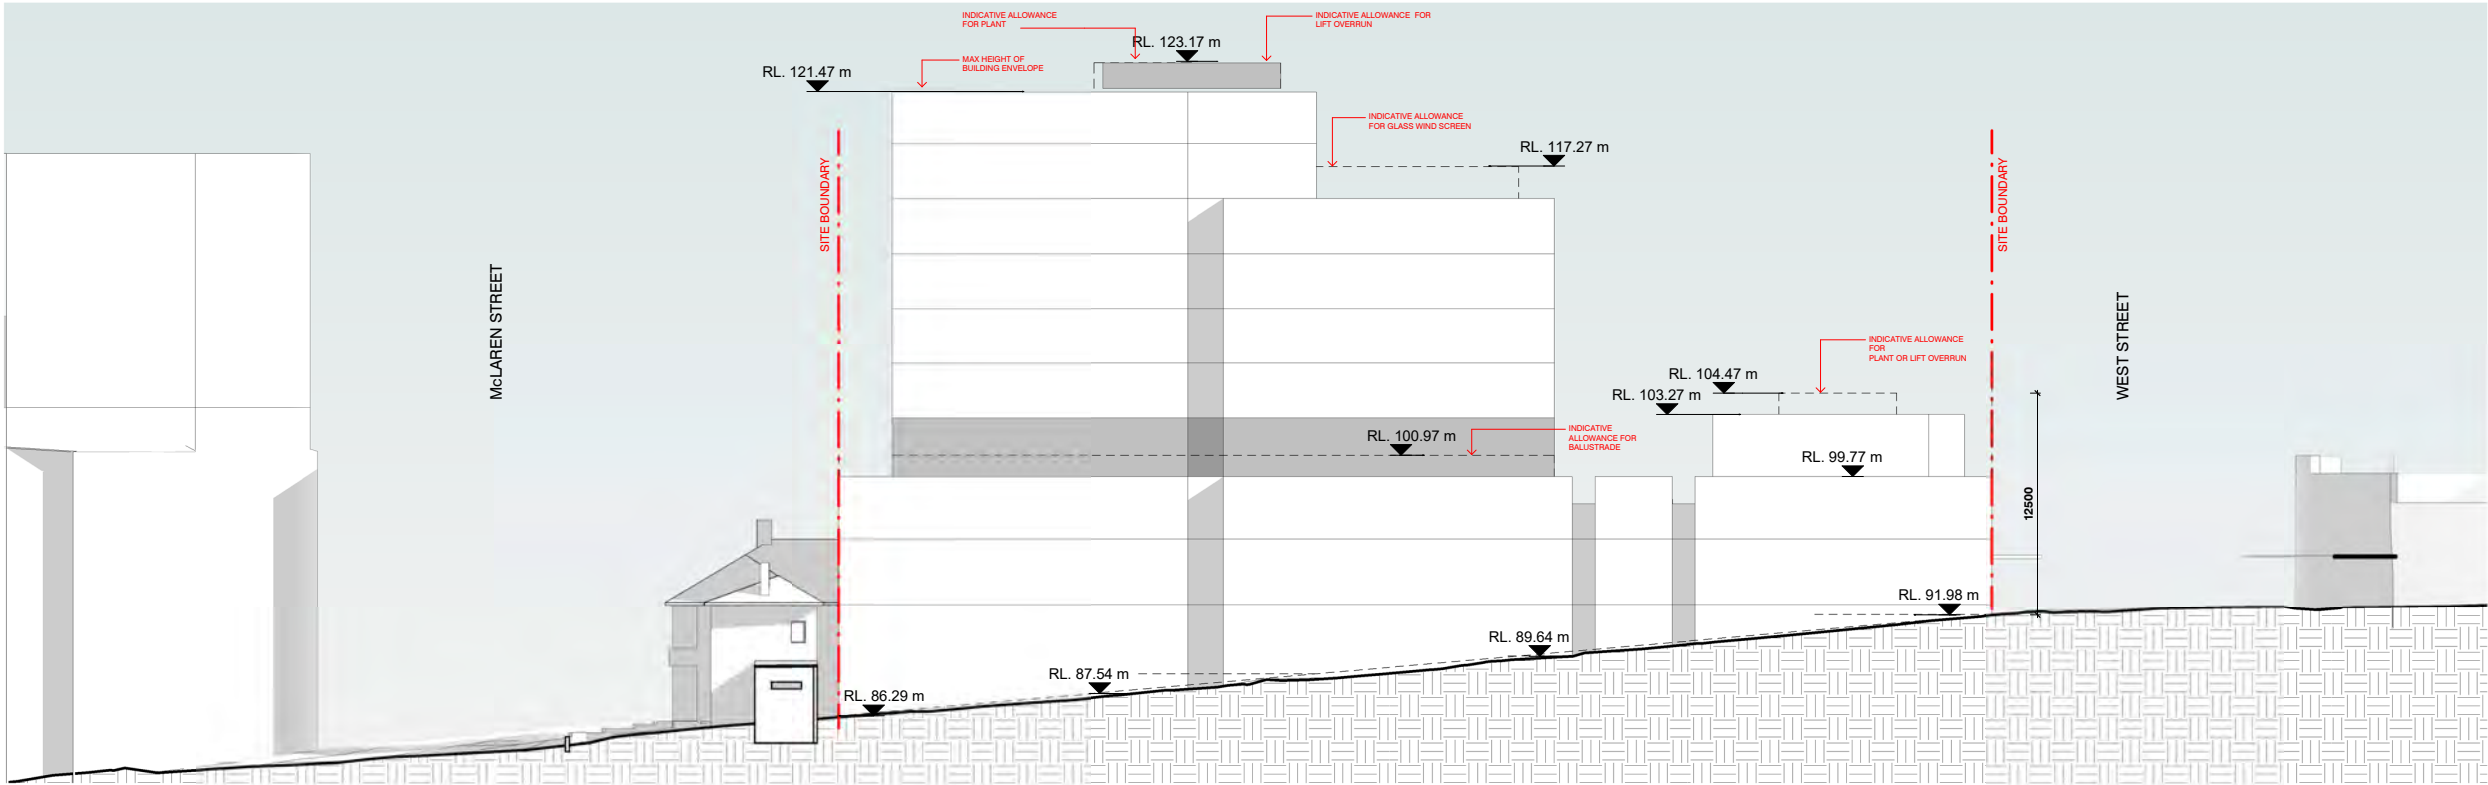 INDICATIVE ALLOWANCE
FOR PLANT
INDICATIVE ALLOWANCE FOR
LIFT OVERRUN
RL. 123.17 m
MAX HEIGHT OF
BUILDING ENVELOPE
RL. 121.47 m
INDICATIVE ALLOWANCE
FOR GLASS WIND SCREEN
RL. 117.27 m
SITE BOUNDARY
SITE BOUNDARY
McLAREN STREET
WEST STREET
INDICATIVE ALLOWANCE
FOR
PLANT OR LIFT OVERRUN
RL. 104.47 m
RL. 103.27 m
INDICATIVE
ALLOWANCE FOR
BALUSTRADE
RL. 100.97 m
RL. 99.77 m
12500
RL. 91.98 m
RL. 89.64 m
RL. 87.54 m
RL. 86.29 m